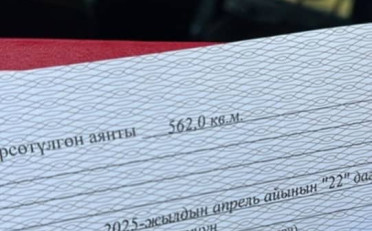 рсөтүлгөн аянты 562,0 кв.м.
2025-жылдын апрель айынын "22"